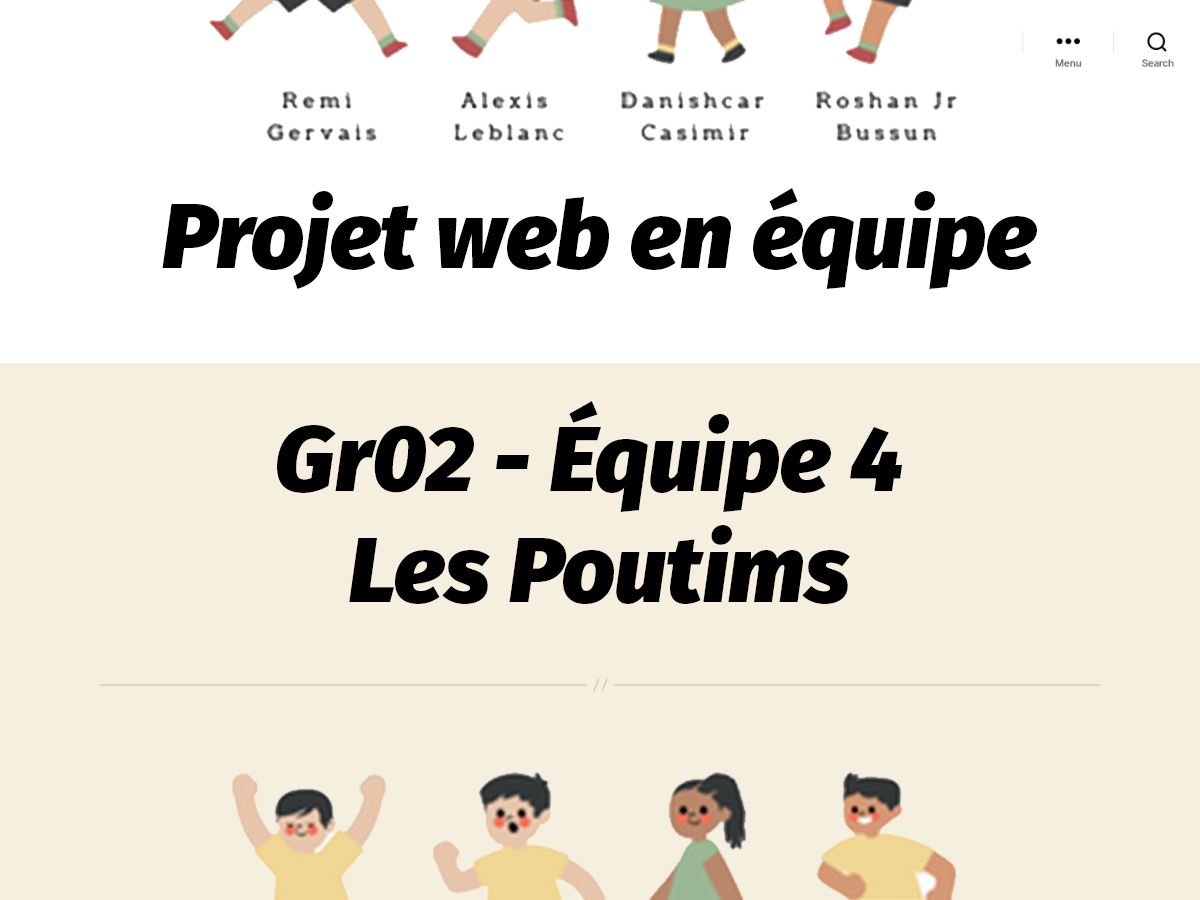 Menu
Search
Remi Alexis Danishcar Roshan Jr
Gervais Leblanc Casimir Bussun
Projet web en équipe
Gr02 - Équipe 4
Les Poutims
//